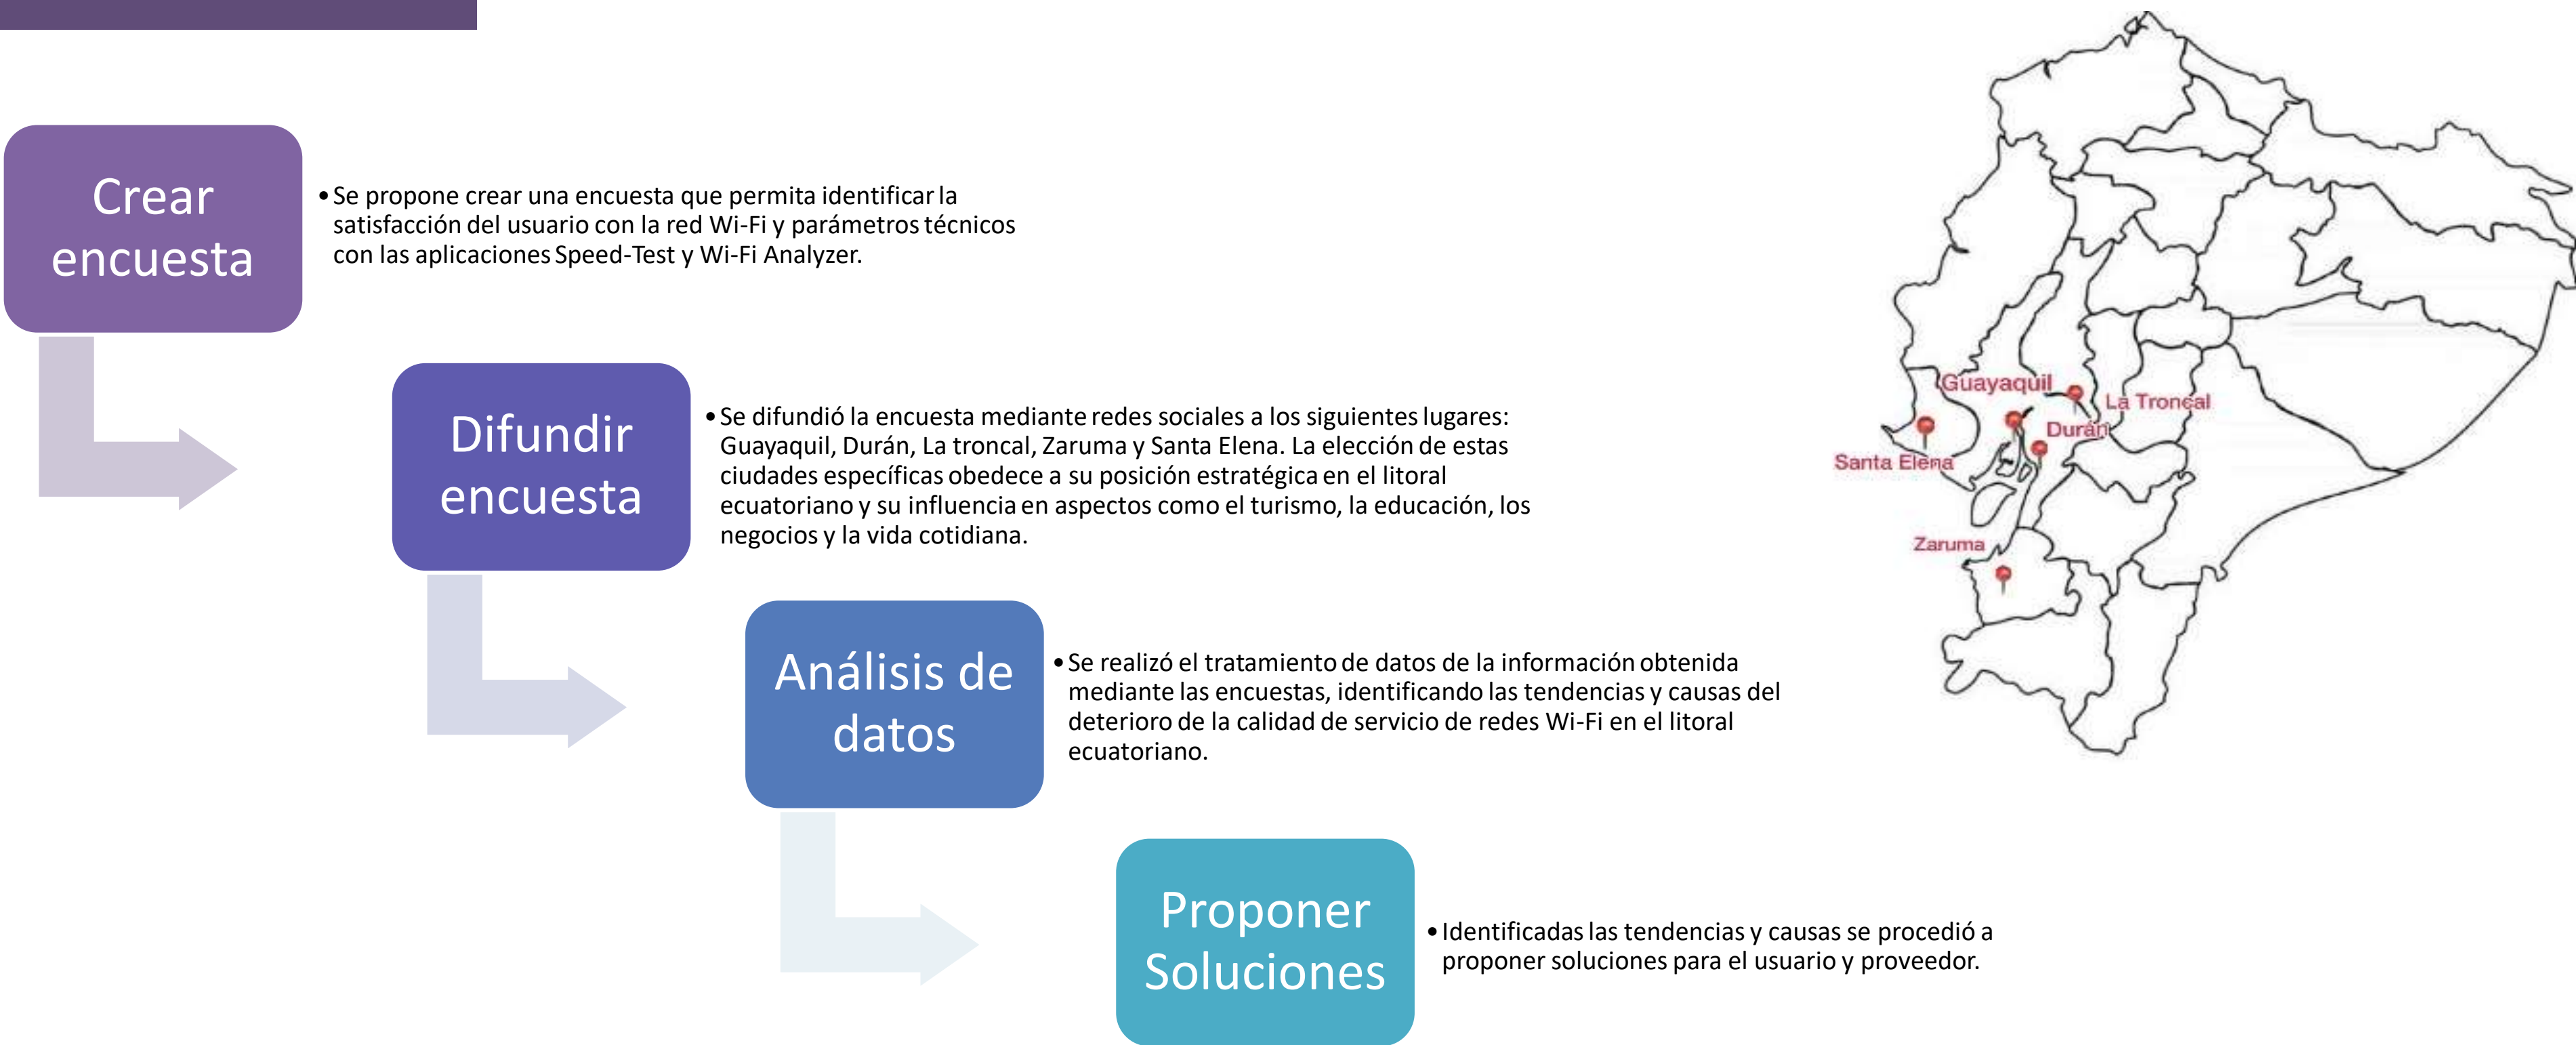 Crear
encuesta
•Se propone crear una encuesta que permita identificar la
satisfacción del usuario con la red Wi-Fi y parámetros técnicos
con las aplicaciones Speed-Test y Wi-Fi Analyzer.
Difundir
encuesta
•Se difundió la encuesta mediante redes sociales a los siguientes lugares:
Guayaquil, Durán, La troncal, Zaruma y Santa Elena. La elección de estas
ciudades específicas obedece a su posición estratégica en el litoral
ecuatoriano y su influencia en aspectos como el turismo, la educación, los
negocios y la vida cotidiana.
Análisis de
datos
•Se realizó el tratamiento de datos de la información obtenida
mediante las encuestas, identificando las tendencias y causas del
deterioro de la calidad de servicio de redes Wi-Fi en el litoral
ecuatoriano.
Proponer
Soluciones
•Identificadas las tendencias y causas se procedió a
proponer soluciones para el usuario y proveedor.
Guayaquil
La Troncal
Durán
Santa Elena
Zaruma